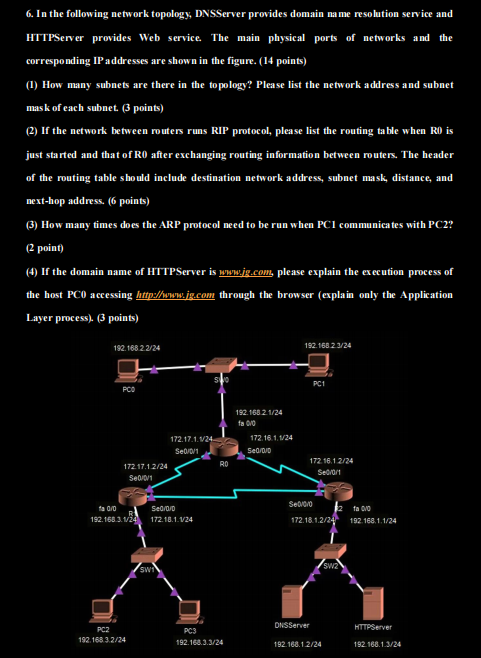 6. In the following network topology, DNSServer provides domain name resolution service and
HTTPServer provides Web service. The main physical ports of networks and the
corresponding IP addresses are shown in the figure. (14 points)
(1) How many subnets are there in the topology? Please list the network address and subnet
mask of each subnet. (3 points)
(2) If the network between routers runs RIP protocol, please list the routing table when R0 is
just started and that of R0 after exchanging routing information between routers. The header
of the routing table should include destination network address, subnet mask, distance, and
next-hop address. (6 points)
(3) How many times does the ARP protocol need to be run when PC1 communicates with PC2?
(2 point)
(4) If the domain name of HTTPServer is www.jg.com, please explain the execution process of
the host PC0 accessing http://www.jg.com through the browser (explain only the Application
Layer process). (3 points)
192.168.2.2/24
192.168.2.3/24
SW0
PC0
PC1
192.168.2.1/24
fa 0/0
172.17.1.1/24
172.16.1.1/24
Se0/0/1
Se0/0/0
R0
172.17.1.2/24
Se0/0/1
172.16.1.2/24
Se0/0/1
fa 0/0
Se0/0/0
R1
192.168.3.1/24
172.18.1.1/24
Se0/0/0
R2
fa 0/0
172.18.1.2/24
192.168.1.1/24
SW1
SW2
PC2
192.168.3.2/24
PC3
192.168.3.3/24
DNSServer
192.168.1.2/24
HTTPServer
192.168.1.3/24